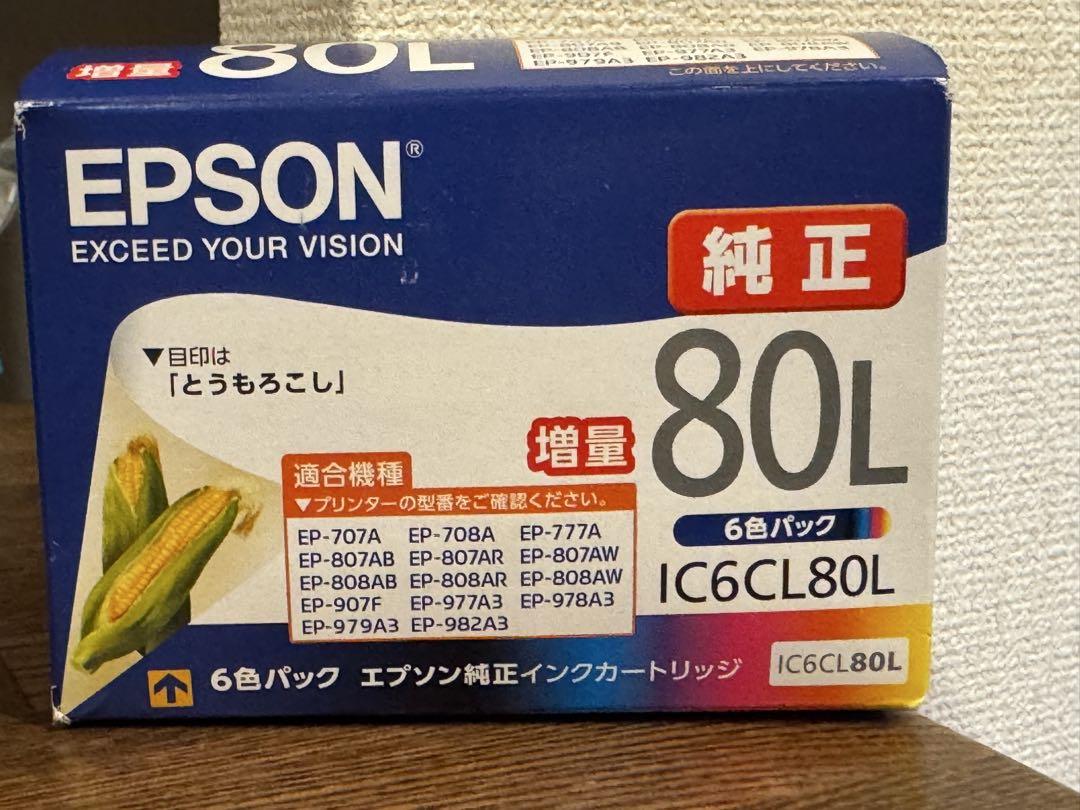 増量 80L
EP-979A3 EP-982A3
この面を上にしてください。
EPSON®
EXCEED YOUR VISION
純正
▼目印は
「とうもろこし」
増量
80L
6色パック
IC6CL80L
適合機種
▼プリンターの型番をご確認ください。
EP-707A EP-708A EP-777A
EP-807AB EP-807AR EP-807AW
EP-808AB EP-808AR EP-808AW
EP-907F EP-977A3 EP-978A3
EP-979A3 EP-982A3
6色パック エプソン純正インクカートリッジ
IC6CL80L